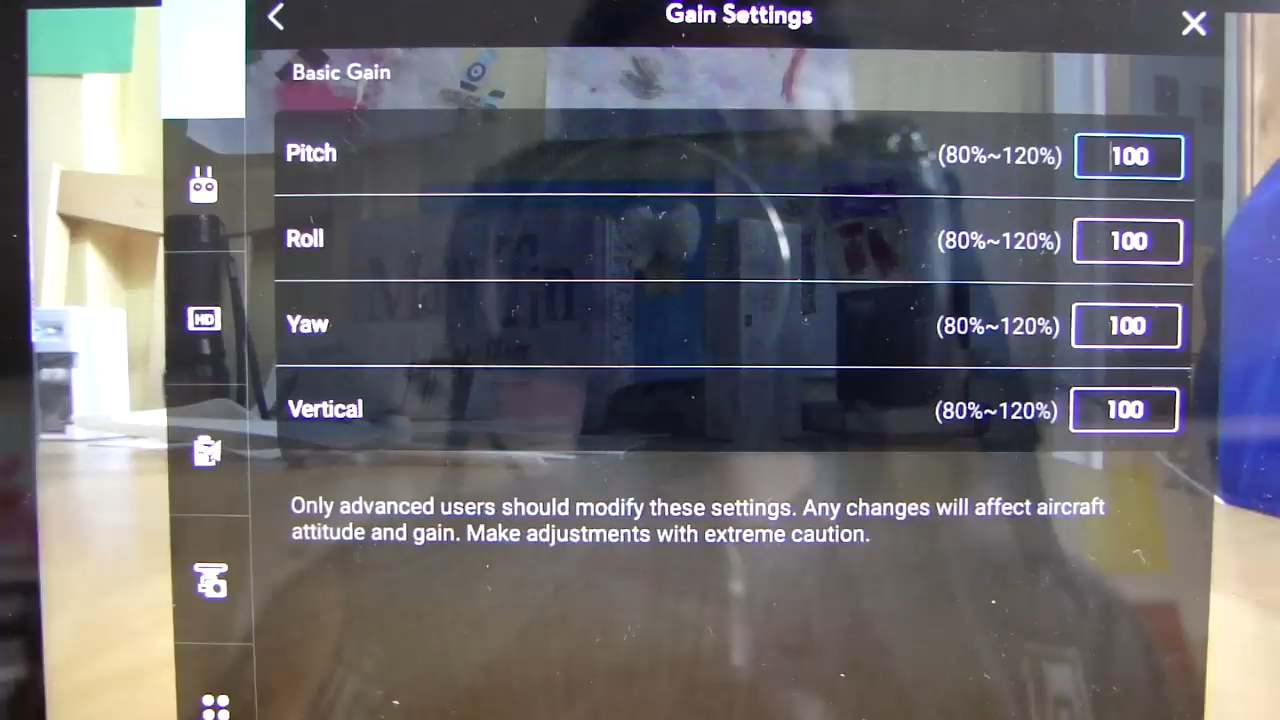 Gain Settings
Basic Gain
Pitch (80%~120%) 100
Roll (80%~120%) 100
Yaw (80%~120%) 100
Vertical (80%~120%) 100
HD
Only advanced users should modify these settings. Any changes will affect aircraft
attitude and gain. Make adjustments with extreme caution.